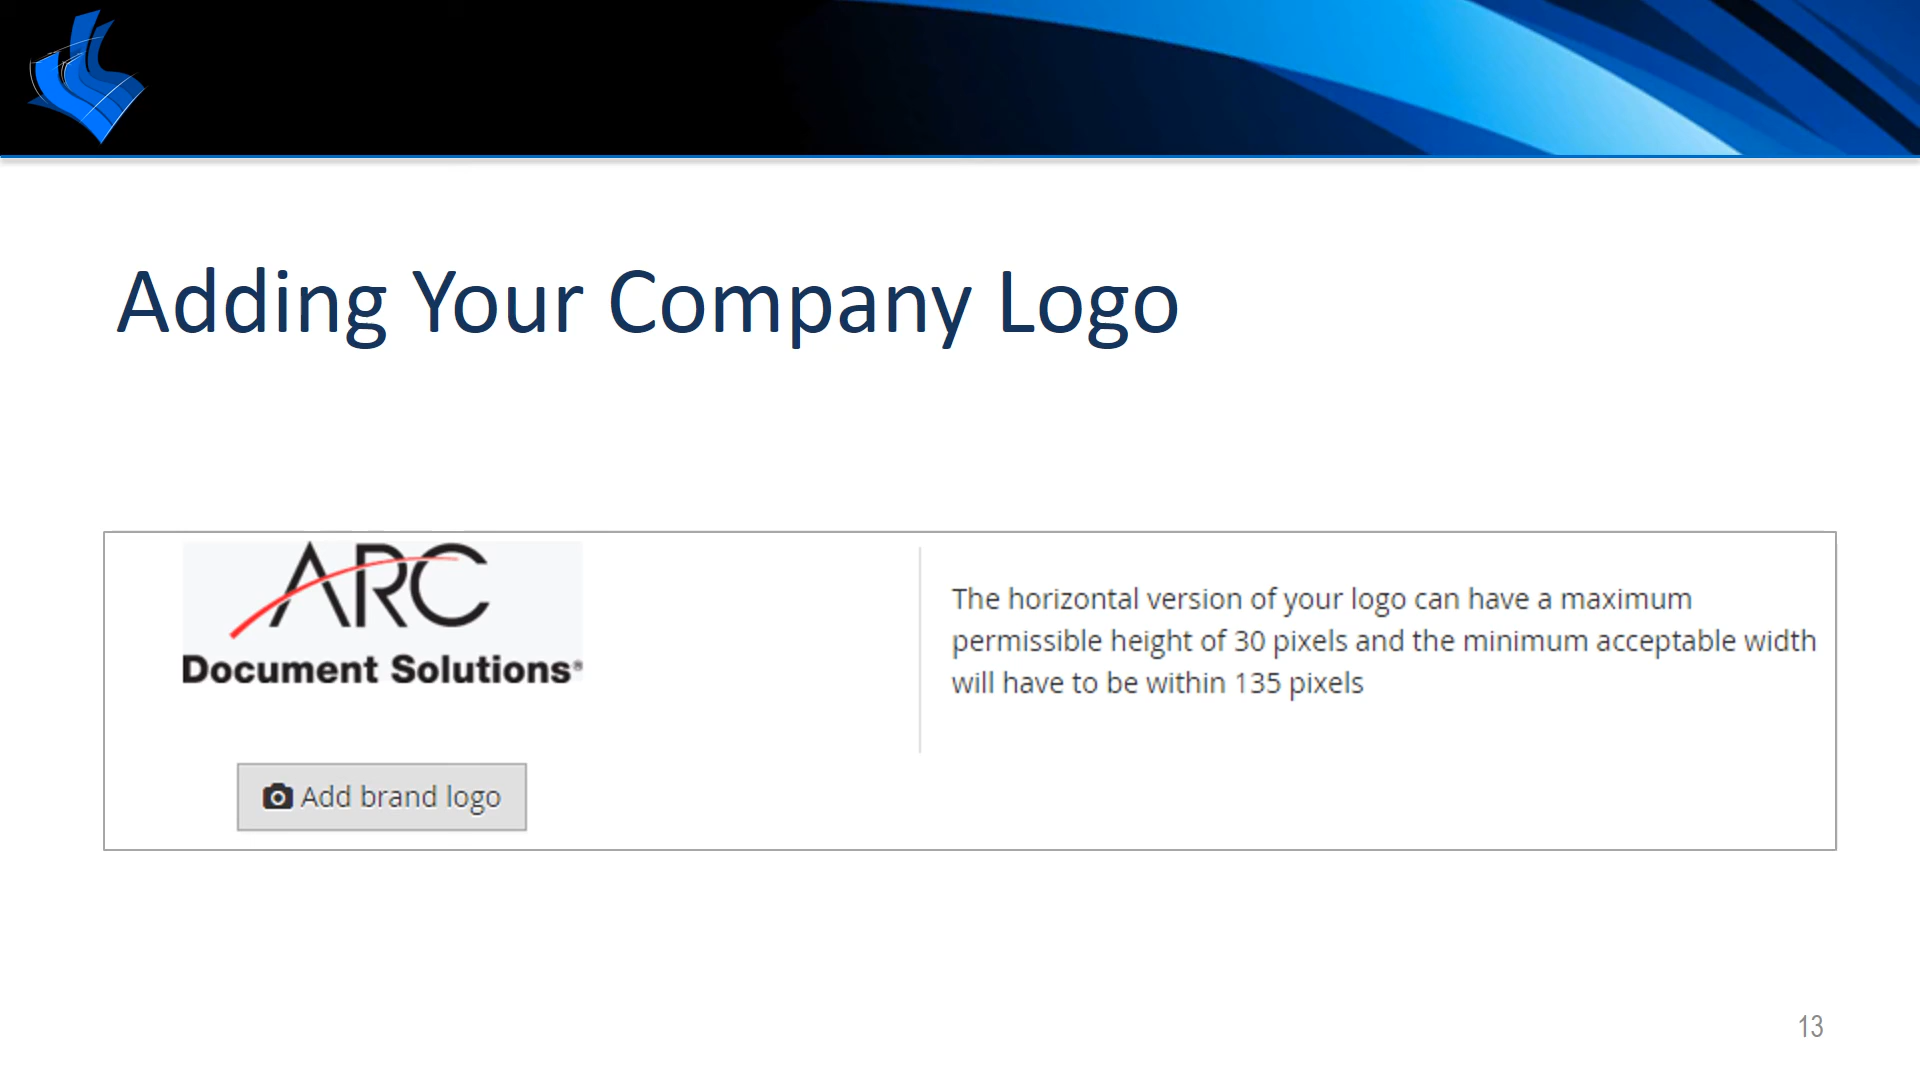 Adding Your Company Logo
ARC
Document Solutions®
The horizontal version of your logo can have a maximum
permissible height of 30 pixels and the minimum acceptable width
will have to be within 135 pixels
Add brand logo
13